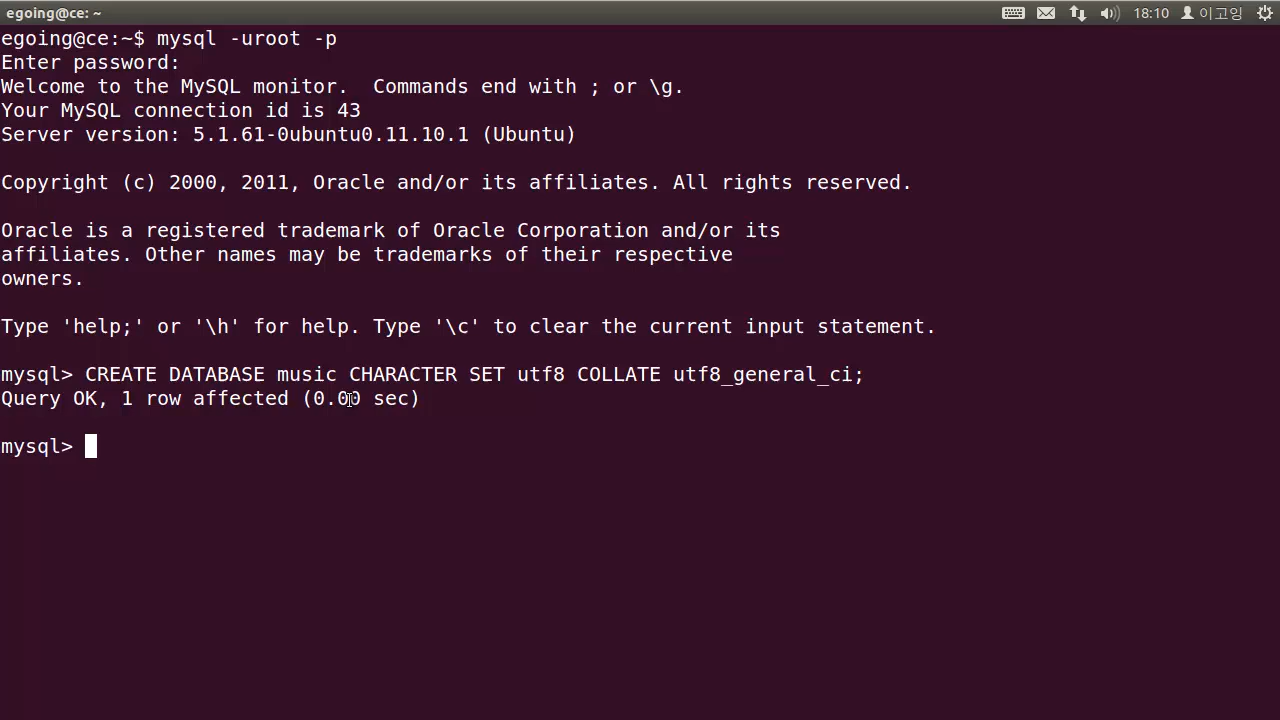 egoing@ce: ~
18:10 이고잉
egoing@ce:~$ mysql -uroot -p
Enter password:
Welcome to the MySQL monitor.  Commands end with ; or \g.
Your MySQL connection id is 43
Server version: 5.1.61-0ubuntu0.11.10.1 (Ubuntu)
Copyright (c) 2000, 2011, Oracle and/or its affiliates. All rights reserved.
Oracle is a registered trademark of Oracle Corporation and/or its
affiliates. Other names may be trademarks of their respective
owners.
Type 'help;' or '\h' for help. Type '\c' to clear the current input statement.
mysql> CREATE DATABASE music CHARACTER SET utf8 COLLATE utf8_general_ci;
Query OK, 1 row affected (0.00 sec)
mysql>